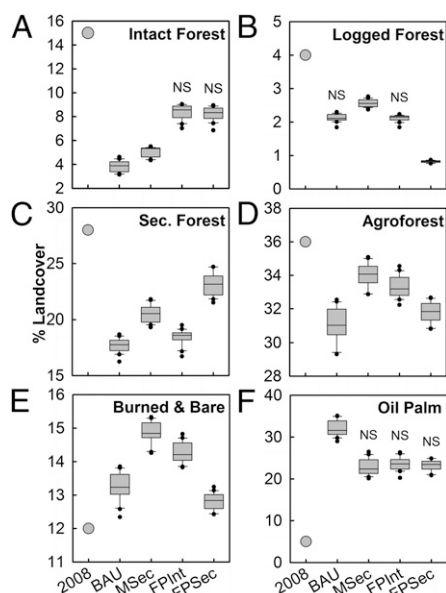 A Intact Forest
NS NS
16
14
12
10
8
6
4
2
B Logged Forest
NS NS
5
4
3
2
1
0
C Sec. Forest
30
25
20
15
D Agroforest
38
36
34
32
30
28
% Landcover
E Burned & Bare
16
15
14
13
12
11
2008 BAU MSec FPInt FPSec
F Oil Palm
NS NS NS
40
30
20
10
0
2008 BAU MSec FPInt FPSec